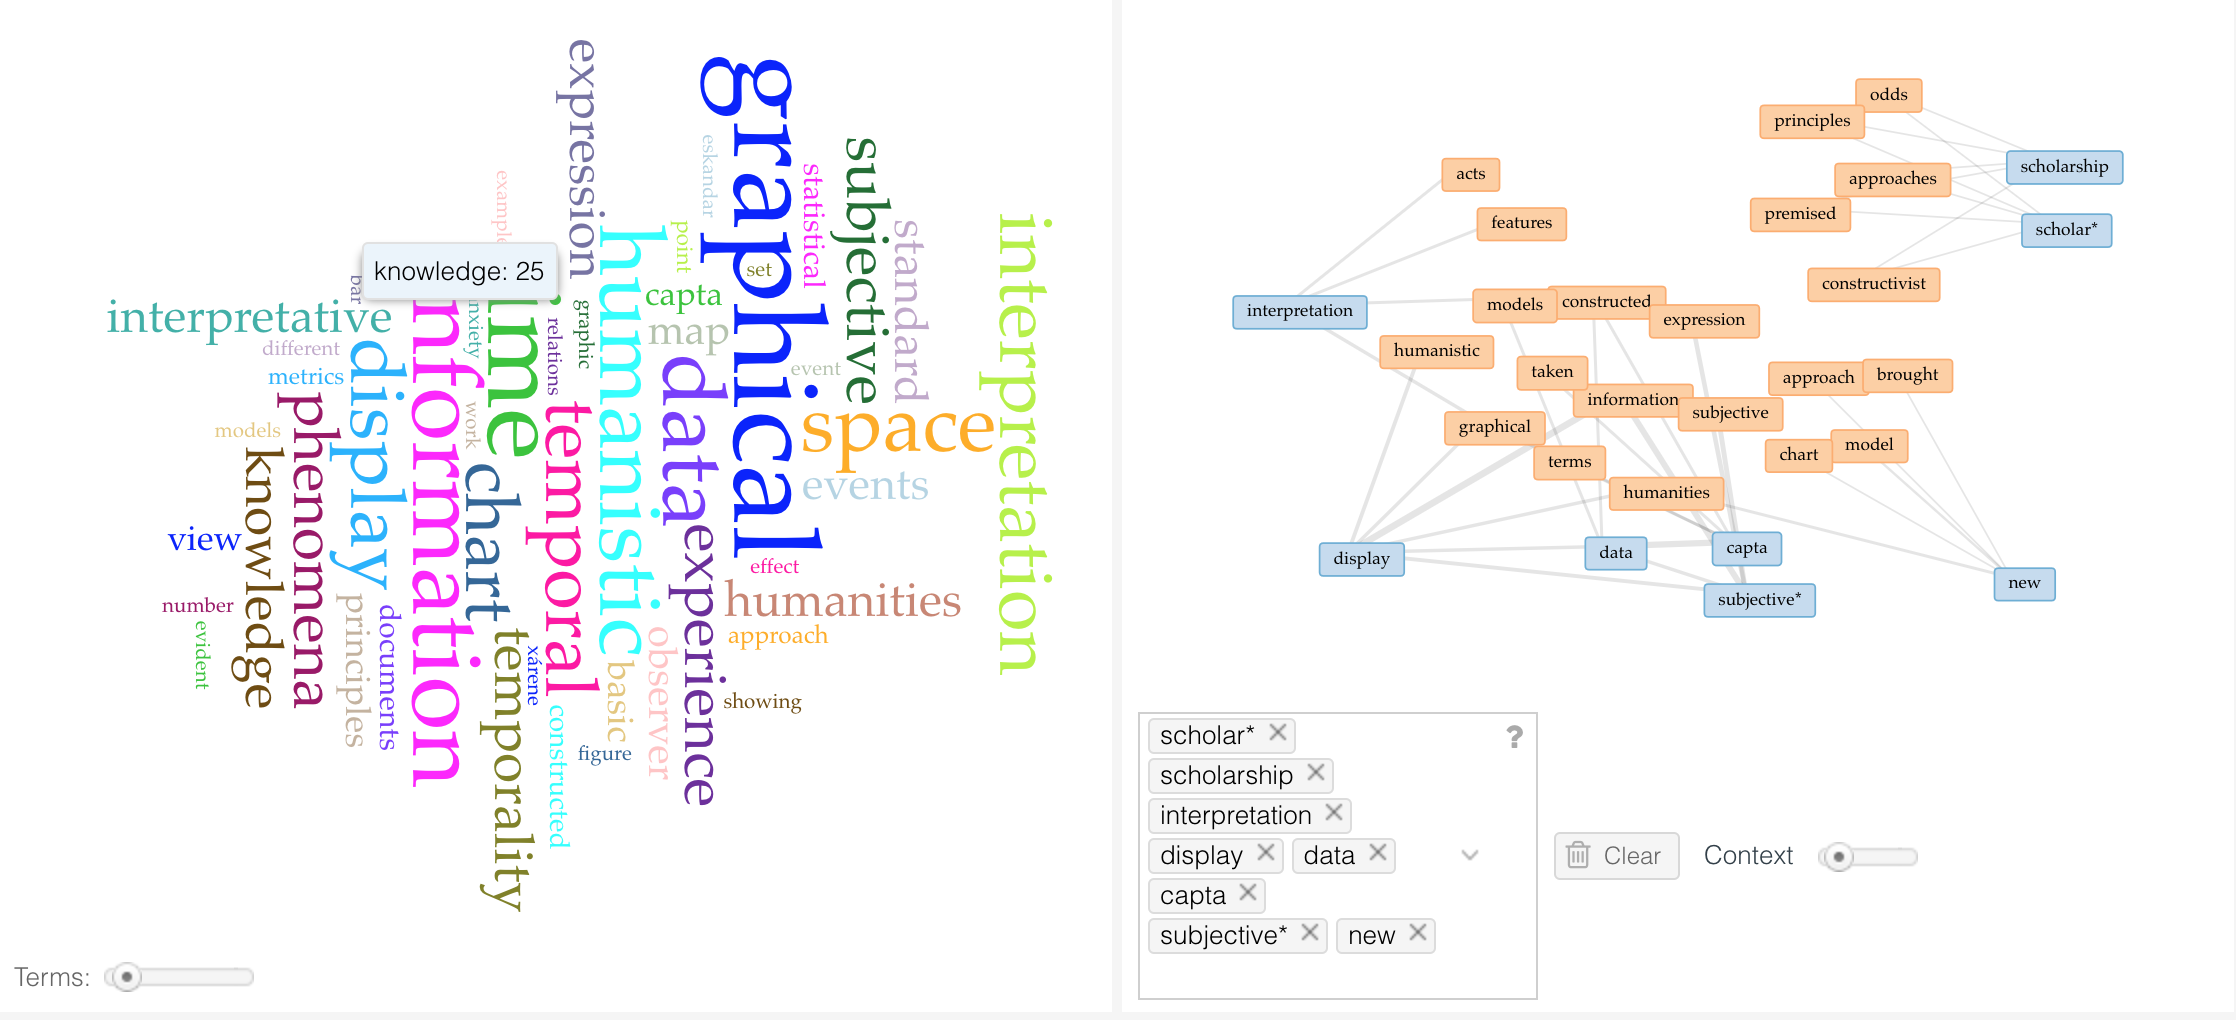 expression
graphical
eskandar
statistical
subjective
standard
interpretation
example
point
set
humanistic
knowledge: 25
bar
capta
interpretative
nxiety
relations
graphic
map
different
event
metrics
display
information
ime
data
space
phenomena
models
work
temporal
knowledge
chart
events
view
experience
effect
humanities
number
evident
principles
documents
temporality
xárene
observer
approach
basic
showing
constructed
figure
Terms:
odds
principles
scholarship
approaches
acts
premised
features
scholar*
constructivist
interpretation
models
constructed
expression
humanistic
taken
approach
brought
information
subjective
graphical
chart
model
terms
humanities
display
data
capta
new
subjective*
scholar*
?
scholarship
interpretation
display data
capta
subjective* new
Clear Context